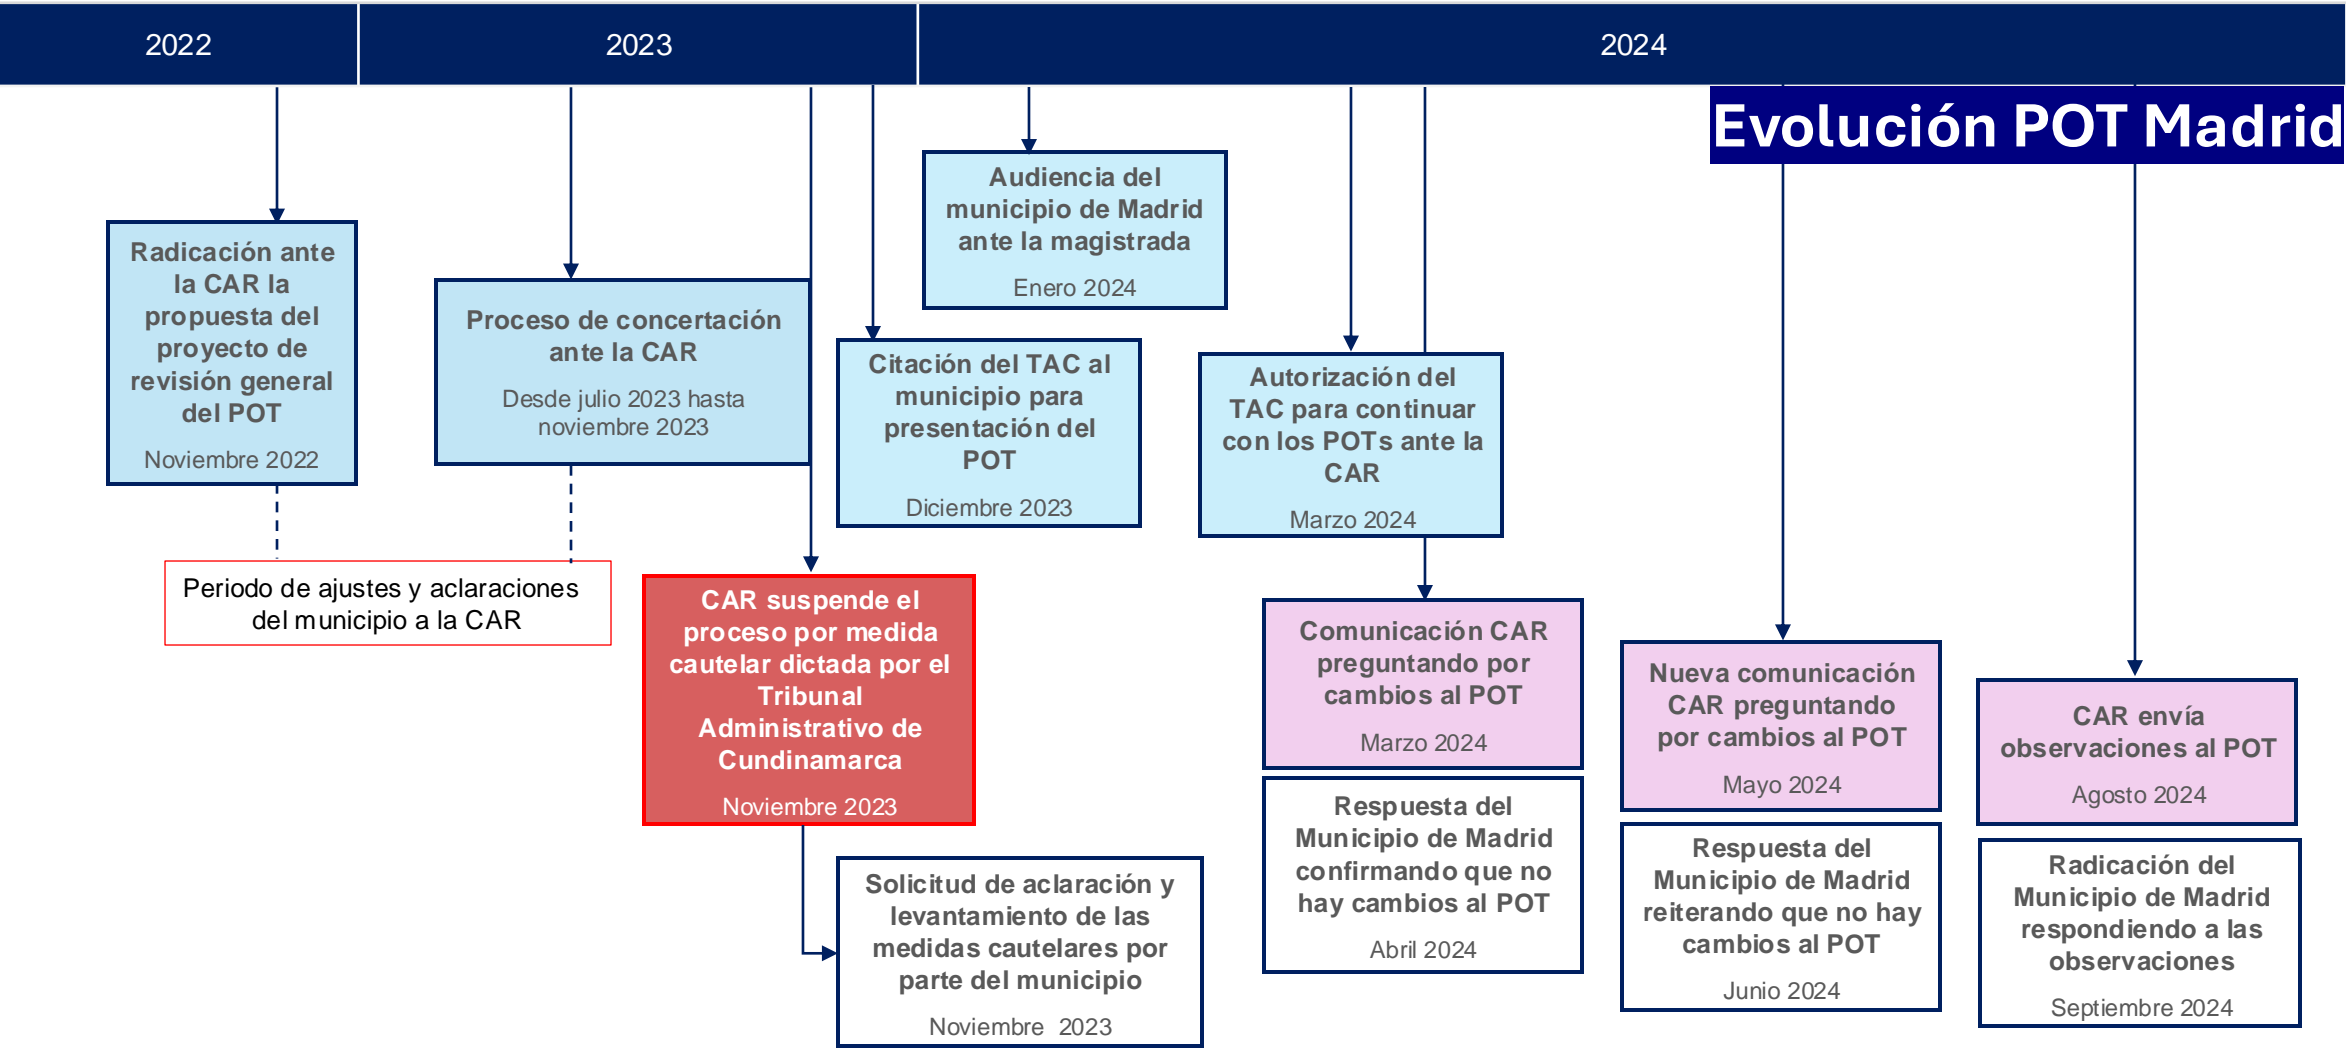 2022
2023
2024
Evolución POT Madrid
Radicación ante
la CAR la
propuesta del
proyecto de
revisión general
del POT
Noviembre 2022
Periodo de ajustes y aclaraciones
del municipio a la CAR
Proceso de concertación
ante la CAR
Desde julio 2023 hasta
noviembre 2023
CAR suspende el
proceso por medida
cautelar dictada por el
Tribunal
Administrativo de
Cundinamarca
Noviembre 2023
Solicitud de aclaración y
levantamiento de las
medidas cautelares por
parte del municipio
Noviembre  2023
Citación del TAC al
municipio para
presentación del
POT
Diciembre 2023
Audiencia del
municipio de Madrid
ante la magistrada
Enero 2024
Autorización del
TAC para continuar
con los POTs ante la
CAR
Marzo 2024
Comunicación CAR
preguntando por
cambios al POT
Marzo 2024
Respuesta del
Municipio de Madrid
confirmando que no
hay cambios al POT
Abril 2024
Nueva comunicación
CAR preguntando
por cambios al POT
Mayo 2024
Respuesta del
Municipio de Madrid
reiterando que no hay
cambios al POT
Junio 2024
CAR envía
observaciones al POT
Agosto 2024
Radicación del
Municipio de Madrid
respondiendo a las
observaciones
Septiembre 2024